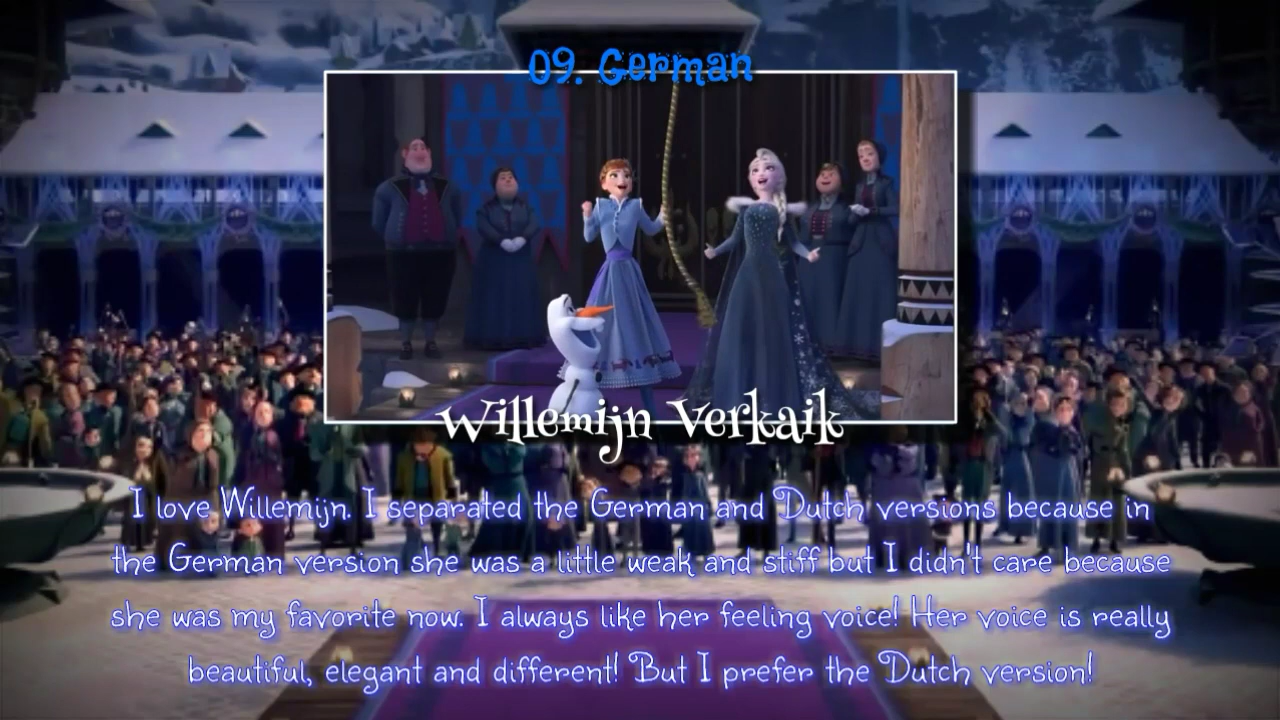 09. German
Willemijn Verkaik
I love Willemijn. I separated the German and Dutch versions because in
the German version she was a little weak and stiff but I didn't care because
she was my favorite now. I always like her feeling voice! Her voice is really
beautiful, elegant and different! But I prefer the Dutch version!